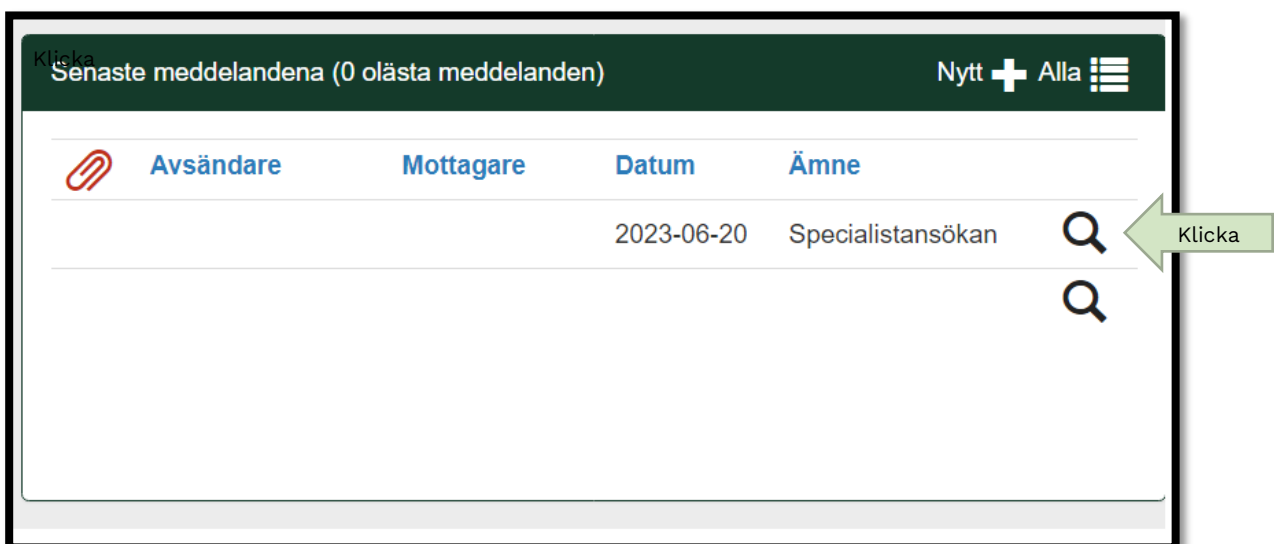 Klicka
Senaste meddelandena (0 olästa meddelanden) Nytt Alla
Avsändare Mottagare Datum Ämne
2023-06-20 Specialistansökan
Klicka